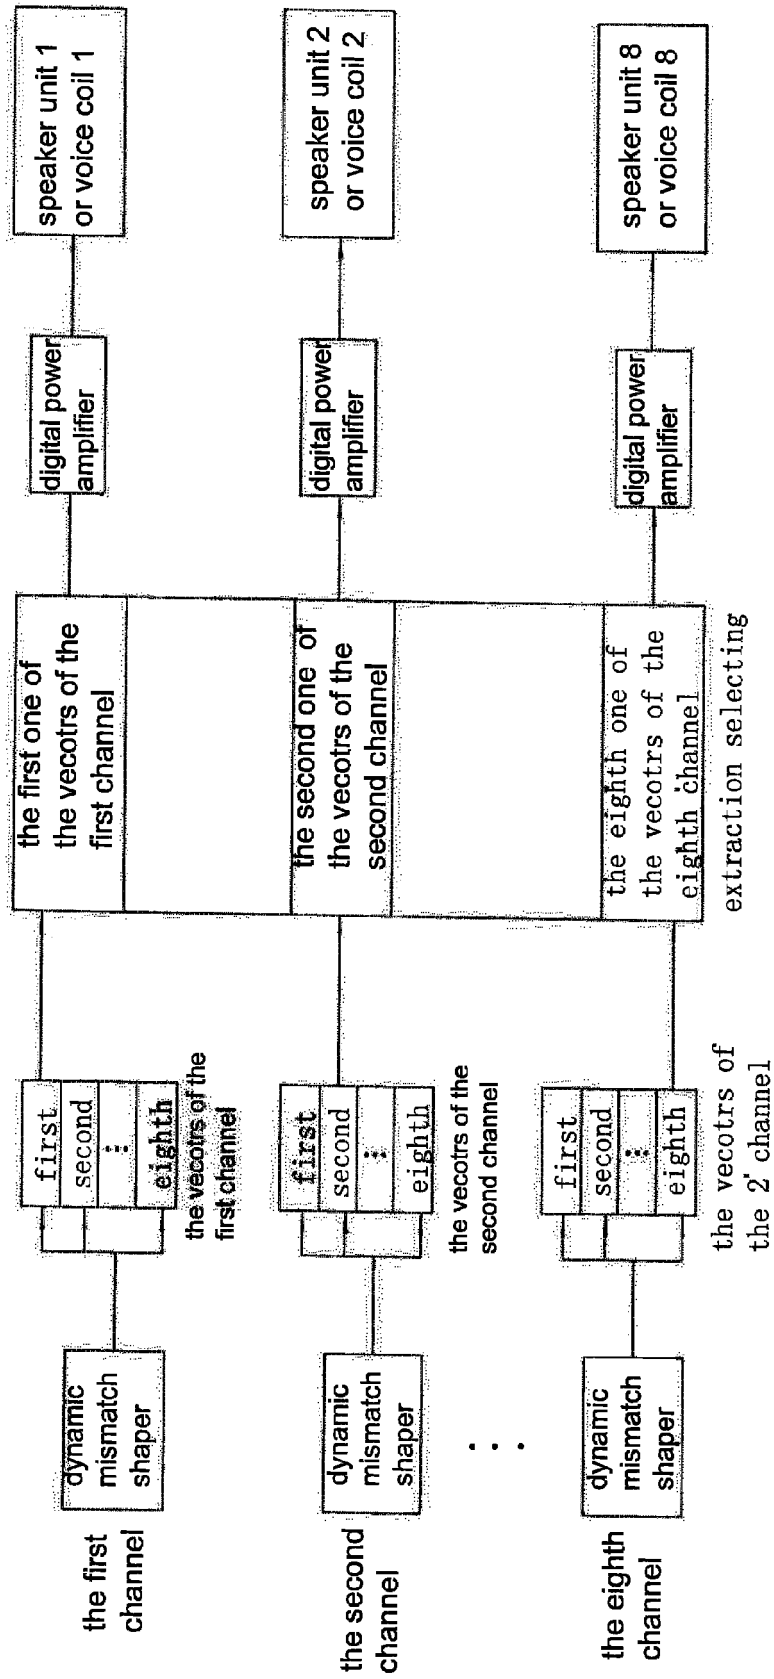 the first
channel
dynamic
mismatch
shaper
first
second
⋮
eighth
the vecotrs of the
first channel
the first one of
the vecotrs of the
first channel
digital power
amplifier
speaker unit 1
or voice coil 1
the second
channel
dynamic
mismatch
shaper
first
second
⋮
eighth
the vecotrs of the
second channel
the second one of
the vecotrs of the
second channel
digital power
amplifier
speaker unit 2
or voice coil 2
...
the eighth
channel
dynamic
mismatch
shaper
first
second
⋮
eighth
the vecotrs of
the 2' channel
the eighth one of
the vecotrs of the
eighth channel
extraction selecting
digital power
amplifier
speaker unit 8
or voice coil 8